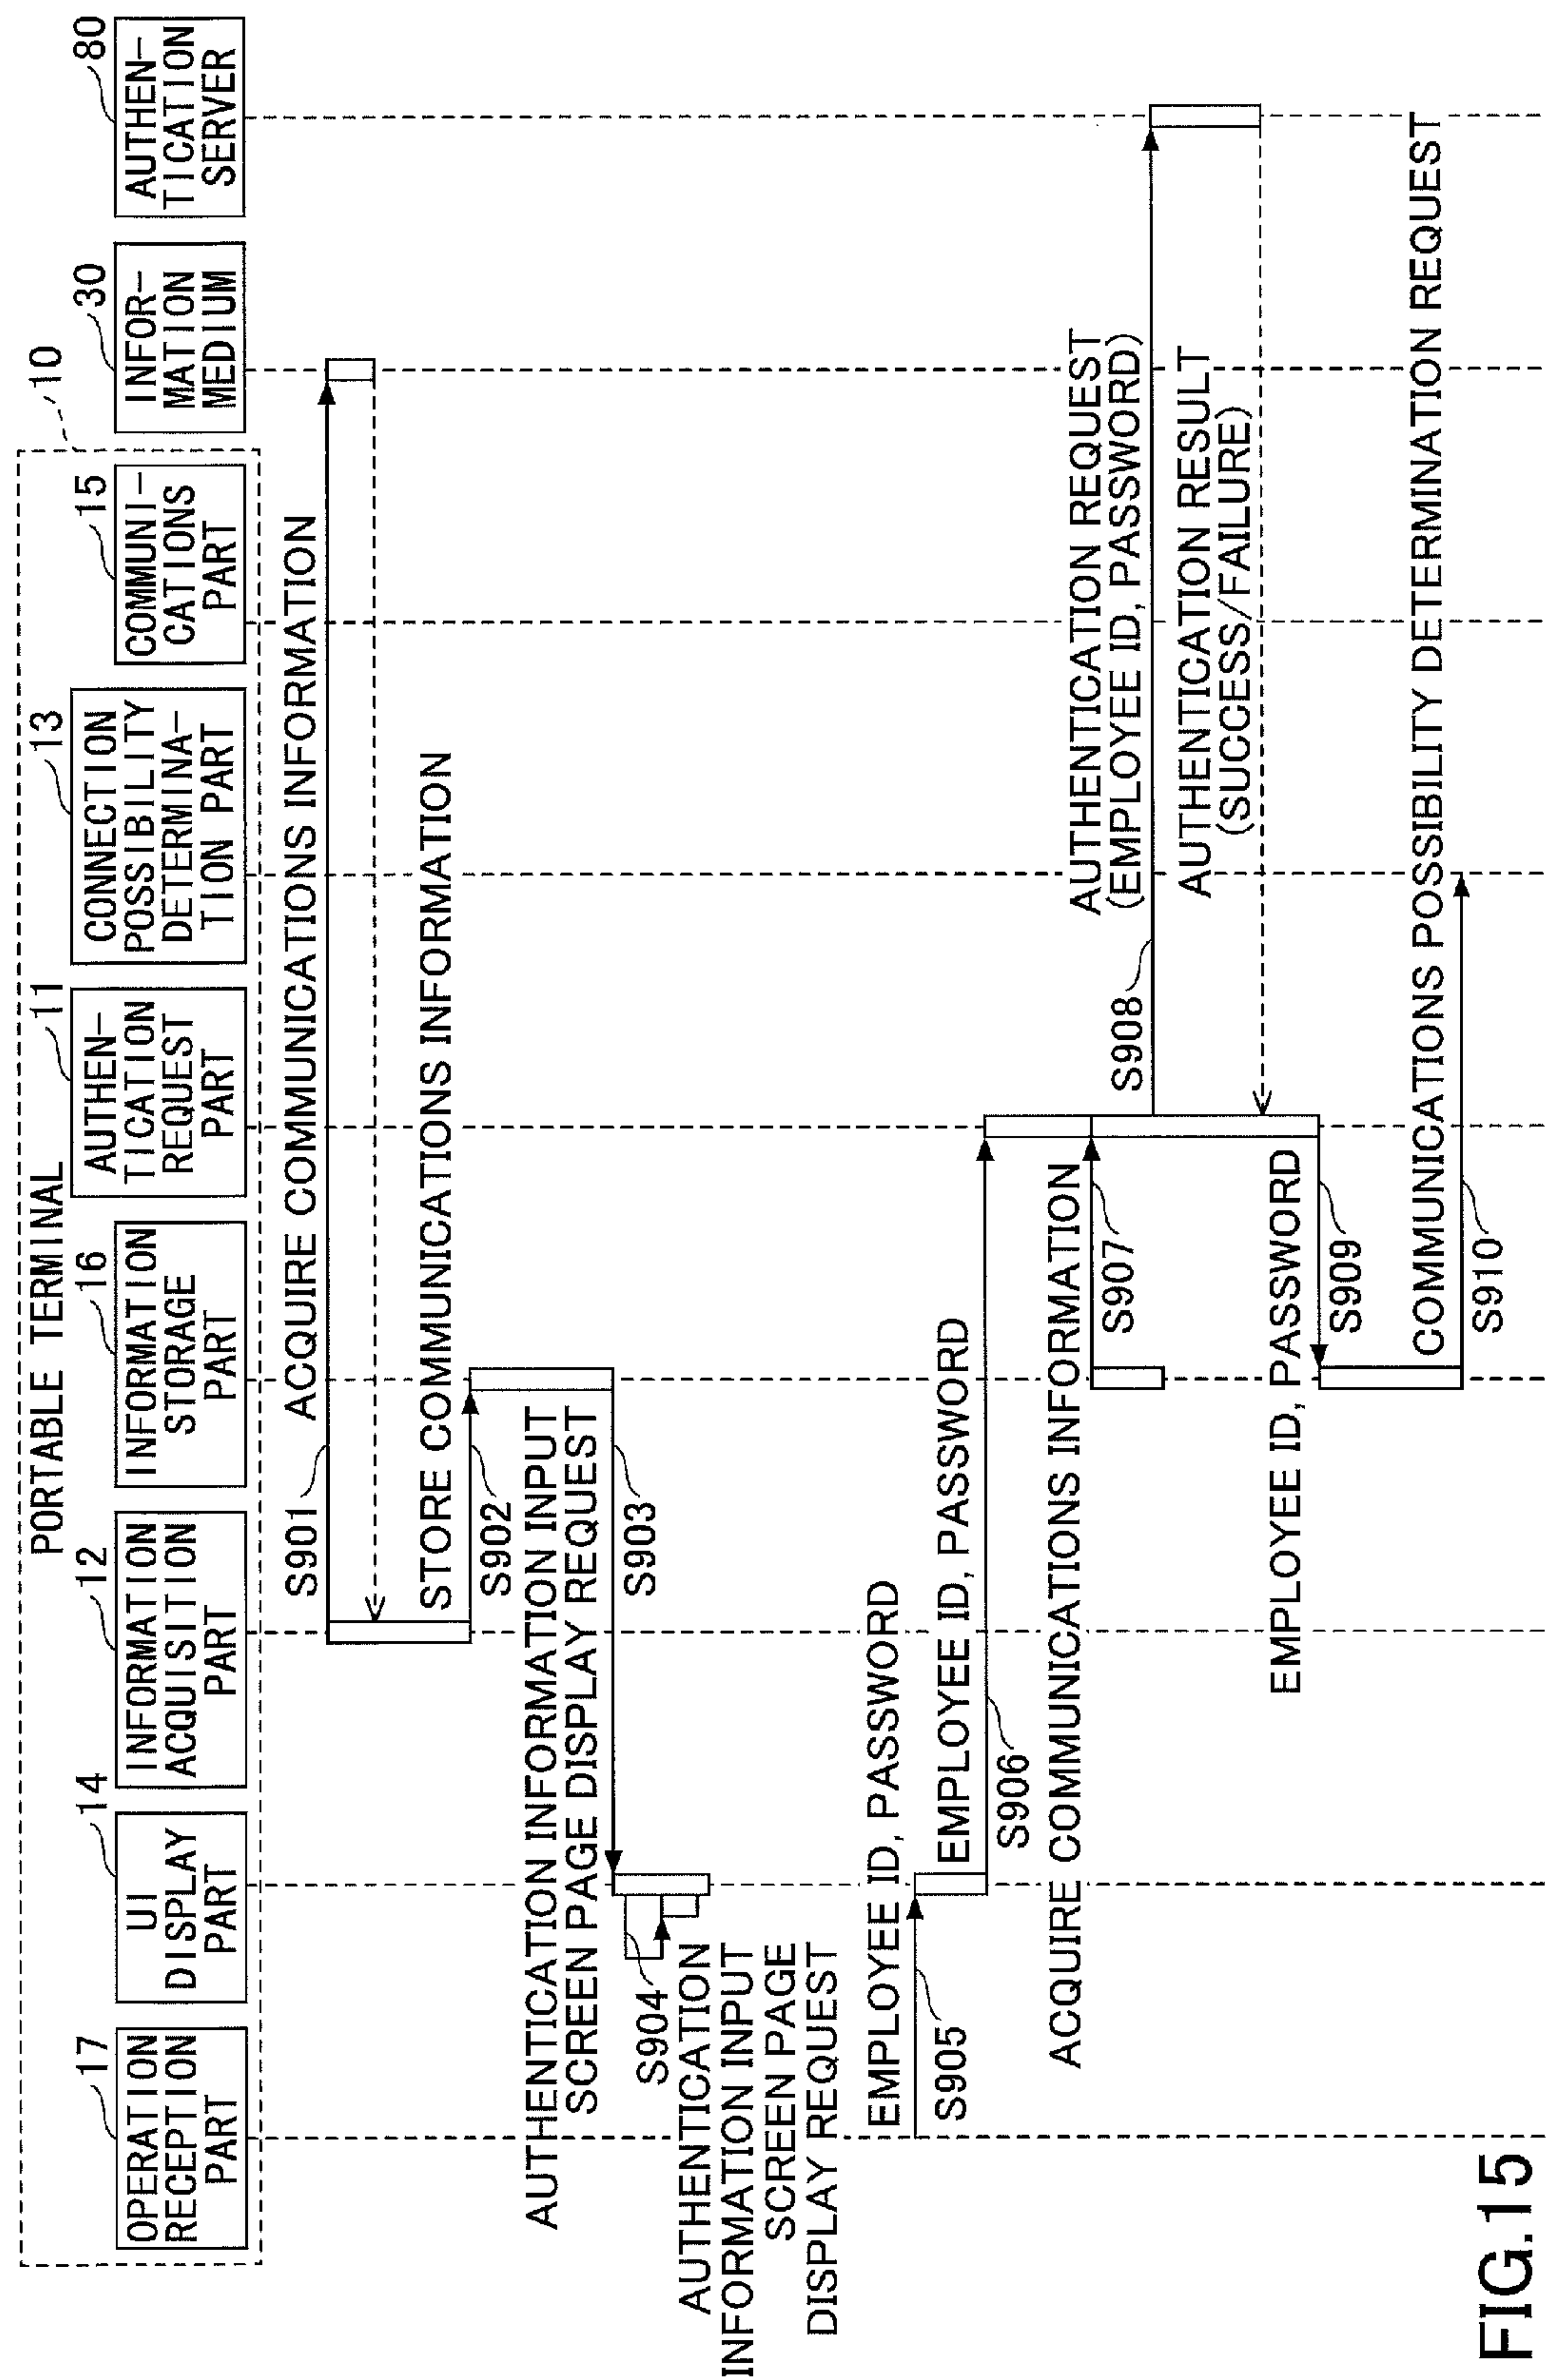 PORTABLE TERMINAL
10
17
OPERATION
RECEPTION
PART
14
UI
DISPLAY
PART
12
INFORMATION
ACQUISITION
PART
16
INFORMATION
STORAGE
PART
11
AUTHEN-
TICATION
REQUEST
PART
13
CONNECTION
POSSIBILITY
DETERMINA-
TION PART
15
COMMUNI-
CATIONS
PART
30
INFOR-
MATION
MEDIUM
80
AUTHEN-
TICATION
SERVER
S901
ACQUIRE COMMUNICATIONS INFORMATION
STORE COMMUNICATIONS INFORMATION
S902
AUTHENTICATION INFORMATION INPUT
SCREEN PAGE DISPLAY REQUEST
S903
S904
AUTHENTICATION
INFORMATION INPUT
SCREEN PAGE
DISPLAY REQUEST
EMPLOYEE ID, PASSWORD
S905
EMPLOYEE ID, PASSWORD
S906
ACQUIRE COMMUNICATIONS INFORMATION
S907
AUTHENTICATION REQUEST
(EMPLOYEE ID, PASSWORD)
S908
AUTHENTICATION RESULT
(SUCCESS/FAILURE)
EMPLOYEE ID, PASSWORD
S909
COMMUNICATIONS POSSIBILITY DETERMINATION REQUEST
S910
FIG.15